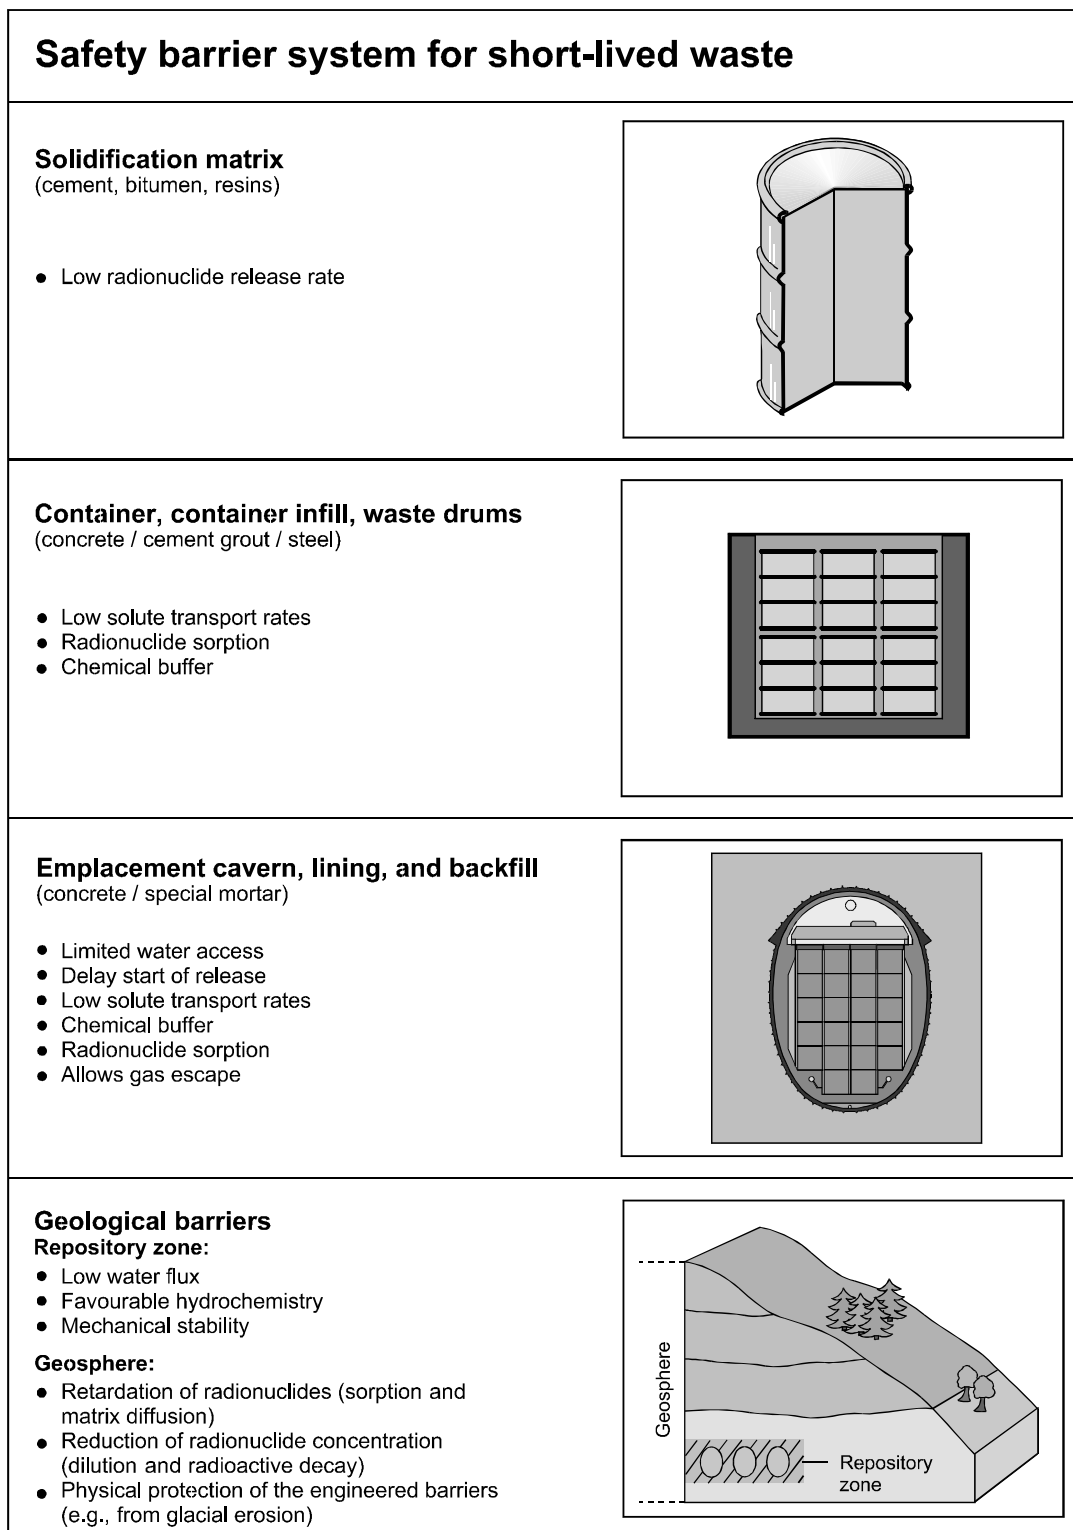 Safety barrier system for short-lived waste
Solidification matrix
(cement, bitumen, resins)
● Low radionuclide release rate
Container, container infill, waste drums
(concrete / cement grout / steel)
● Low solute transport rates
● Radionuclide sorption
● Chemical buffer
Emplacement cavern, lining, and backfill
(concrete / special mortar)
● Limited water access
● Delay start of release
● Low solute transport rates
● Chemical buffer
● Radionuclide sorption
● Allows gas escape
Geological barriers
Repository zone:
● Low water flux
● Favourable hydrochemistry
● Mechanical stability
Geosphere:
● Retardation of radionuclides (sorption and
matrix diffusion)
● Reduction of radionuclide concentration
(dilution and radioactive decay)
● Physical protection of the engineered barriers
(e.g., from glacial erosion)
Geosphere
Repository
zone